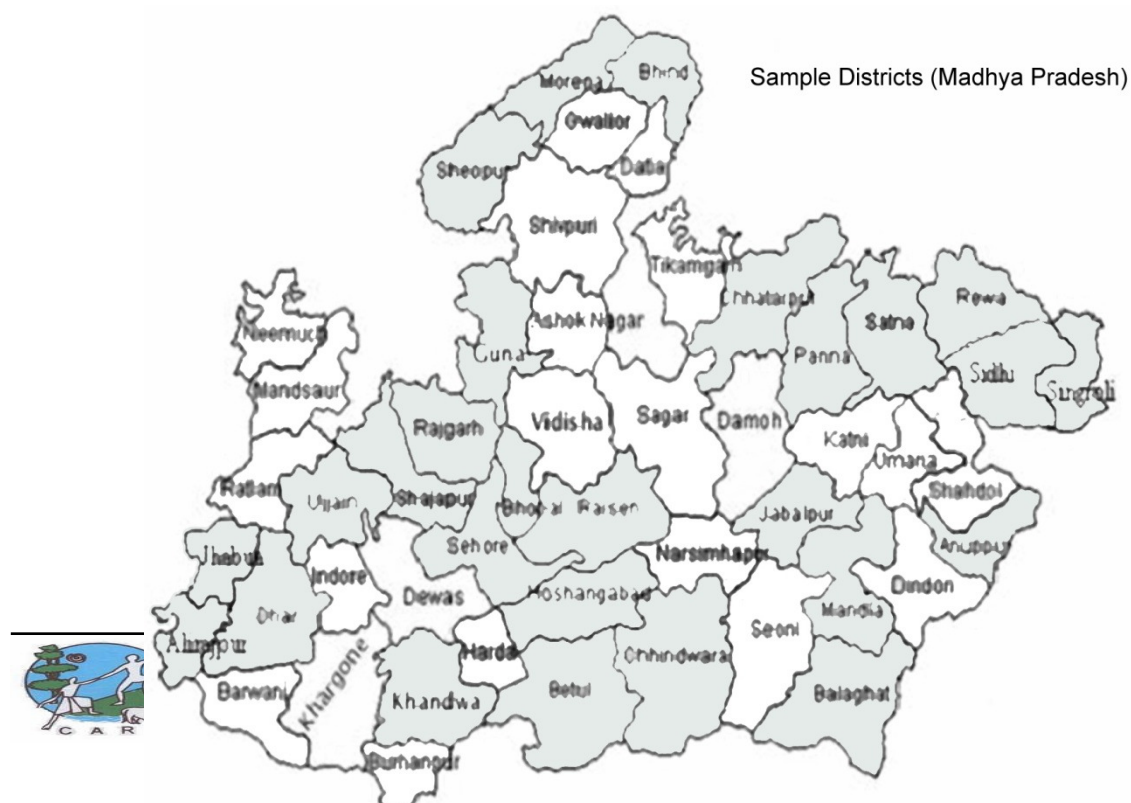 Sample Districts (Madhya Pradesh)
Bhind
Morena
Gwalior
Datia
Sheopur
Shivpuri
Tikamgarh
Chhatarpur
Rewa
Satna
Ashok Nagar
Neemuch
Guna
Panna
Sidhi
Singroli
Mandsaur
Vidisha
Sagar
Damoh
Rajgarh
Katni
Umaria
Ratlam
Ujjain
Shajapur
Bhopal
Raisen
Shahdol
Jabalpur
Anuppur
Jhabua
Sehore
Narsimhapur
Indore
Dewas
Hoshangabad
Dindori
Dhar
Mandla
Seoni
Alirajpur
Harda
Chhindwara
Barwani
Khargone
Khandwa
Betul
Balaghat
Burhanpur
C A R